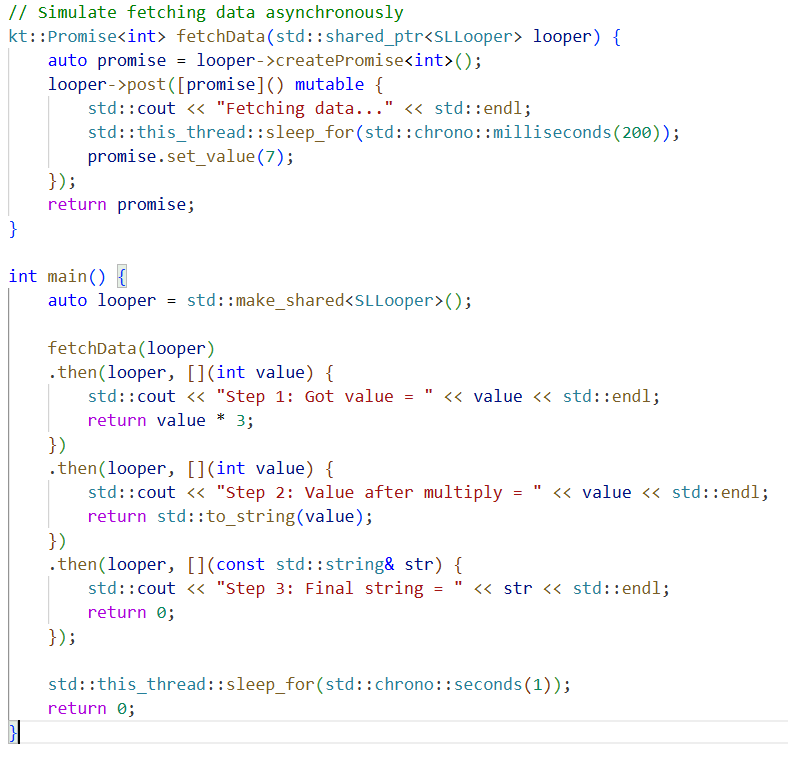 // Simulate fetching data asynchronously
kt::Promise<int> fetchData(std::shared_ptr<SLLooper> looper) {
    auto promise = looper->createPromise<int>();
    looper->post([promise]() mutable {
        std::cout << "Fetching data..." << std::endl;
        std::this_thread::sleep_for(std::chrono::milliseconds(200));
        promise.set_value(7);
    });
    return promise;
}

int main() {
    auto looper = std::make_shared<SLLooper>();

    fetchData(looper)
    .then(looper, [](int value) {
        std::cout << "Step 1: Got value = " << value << std::endl;
        return value * 3;
    })
    .then(looper, [](int value) {
        std::cout << "Step 2: Value after multiply = " << value << std::endl;
        return std::to_string(value);
    })
    .then(looper, [](const std::string& str) {
        std::cout << "Step 3: Final string = " << str << std::endl;
        return 0;
    });

    std::this_thread::sleep_for(std::chrono::seconds(1));
    return 0;
}